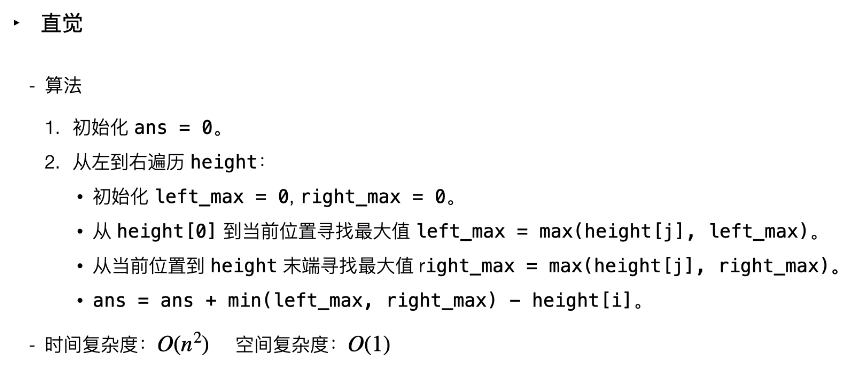 ‣ 直觉
- 算法
1. 初始化 ans = 0。
2. 从左到右遍历 height：
• 初始化 left_max = 0, right_max = 0。
• 从 height[0] 到当前位置寻找最大值 left_max = max(height[j], left_max)。
• 从当前位置到 height 末端寻找最大值 right_max = max(height[j], right_max)。
• ans = ans + min(left_max, right_max) − height[i]。
- 时间复杂度：O(n²) 空间复杂度：O(1)